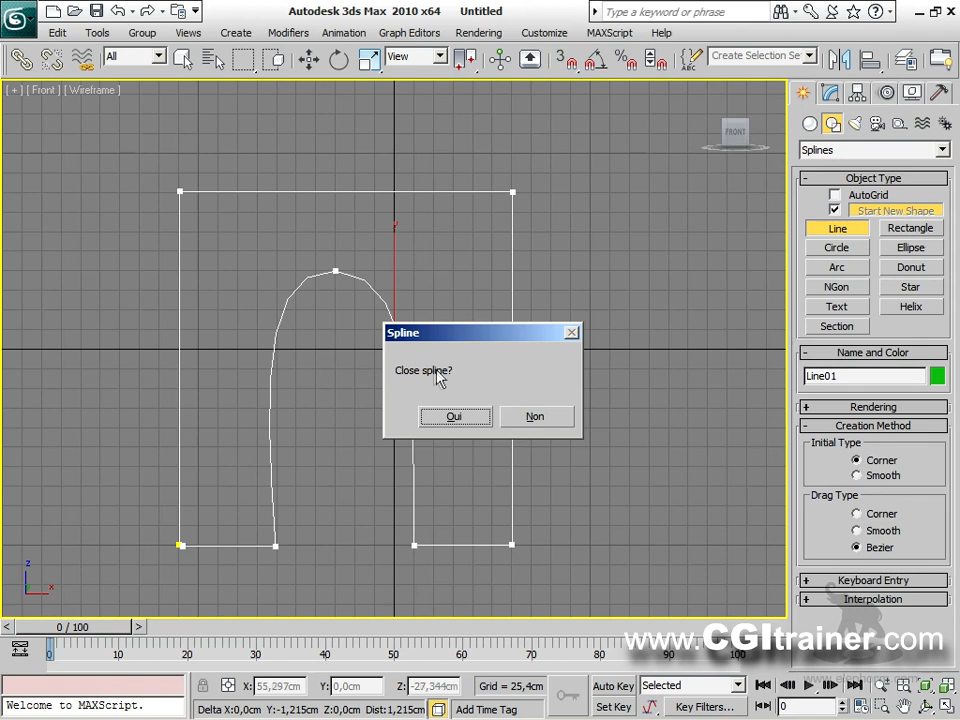 Autodesk 3ds Max 2010 x64 Untitled
Type a keyword or phrase
Edit Tools Group Views Create Modifiers Animation Graph Editors Rendering Customize MAXScript Help
All View 3 Create Selection Se
[ + ] [ Front ] [ Wireframe ]
FRONT
Splines
Object Type
AutoGrid
Start New Shape
Line Rectangle
Circle Ellipse
Arc Donut
NGon Star
Text Helix
Section
Name and Color
Line01
Rendering
Creation Method
Initial Type
Corner
Smooth
Drag Type
Corner
Smooth
Bezier
Keyboard Entry
Interpolation
Spline
Close spline?
Oui Non
z
x
0 / 100
0 10 20 30 40 50 60 70 80 90 100
www.CGItrainer.com
X: 55,297cm Y: 0,0cm Z: -27,344cm Grid = 25,4cm Auto Key Selected
Welcome to MAXScript. Delta X:0,0cm Y:-1,215cm Z:0,0cm Dist:1,215cm Add Time Tag Set Key Key Filters... 0